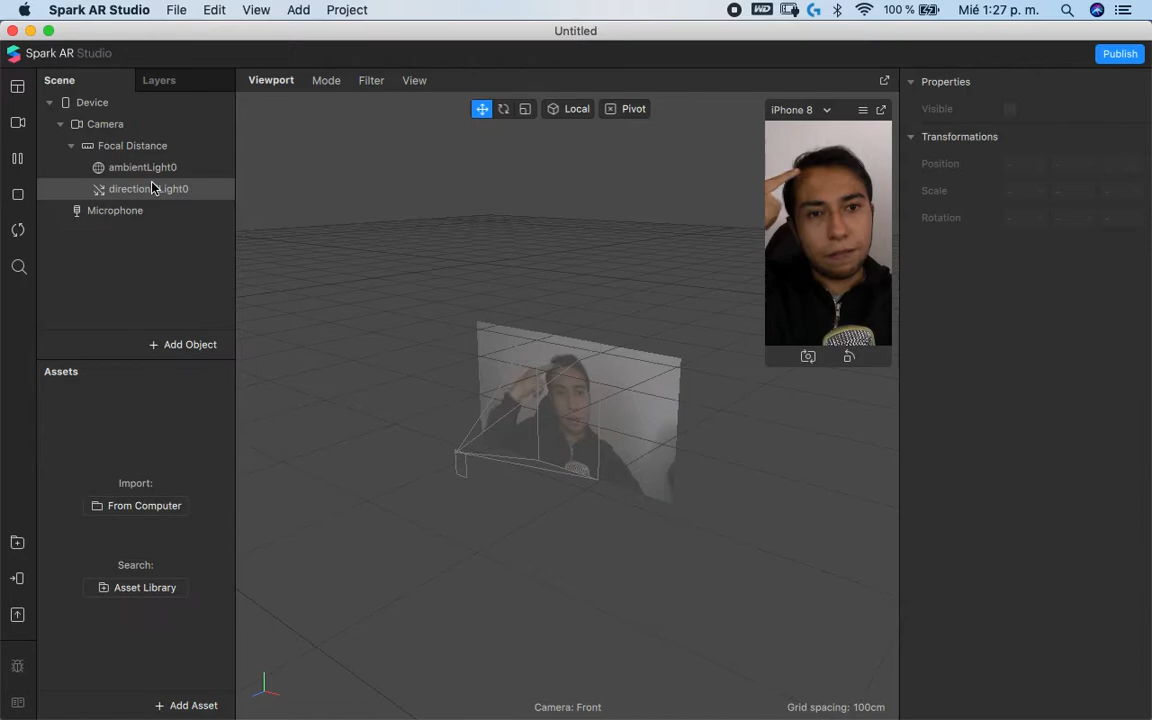 Spark AR Studio File Edit View Add Project WD 100 % Mié 1:27 p. m.
Untitled
Spark AR Studio Publish
Scene Layers Viewport Mode Filter View Properties
Device Local Pivot iPhone 8 Visible
Camera Transformations
Focal Distance Position - - -
ambientLight0 Scale - - -
directionalLight0 Rotation - - -
Microphone
+ Add Object
Assets
Import:
From Computer
Search:
Asset Library
+ Add Asset Camera: Front Grid spacing: 100cm